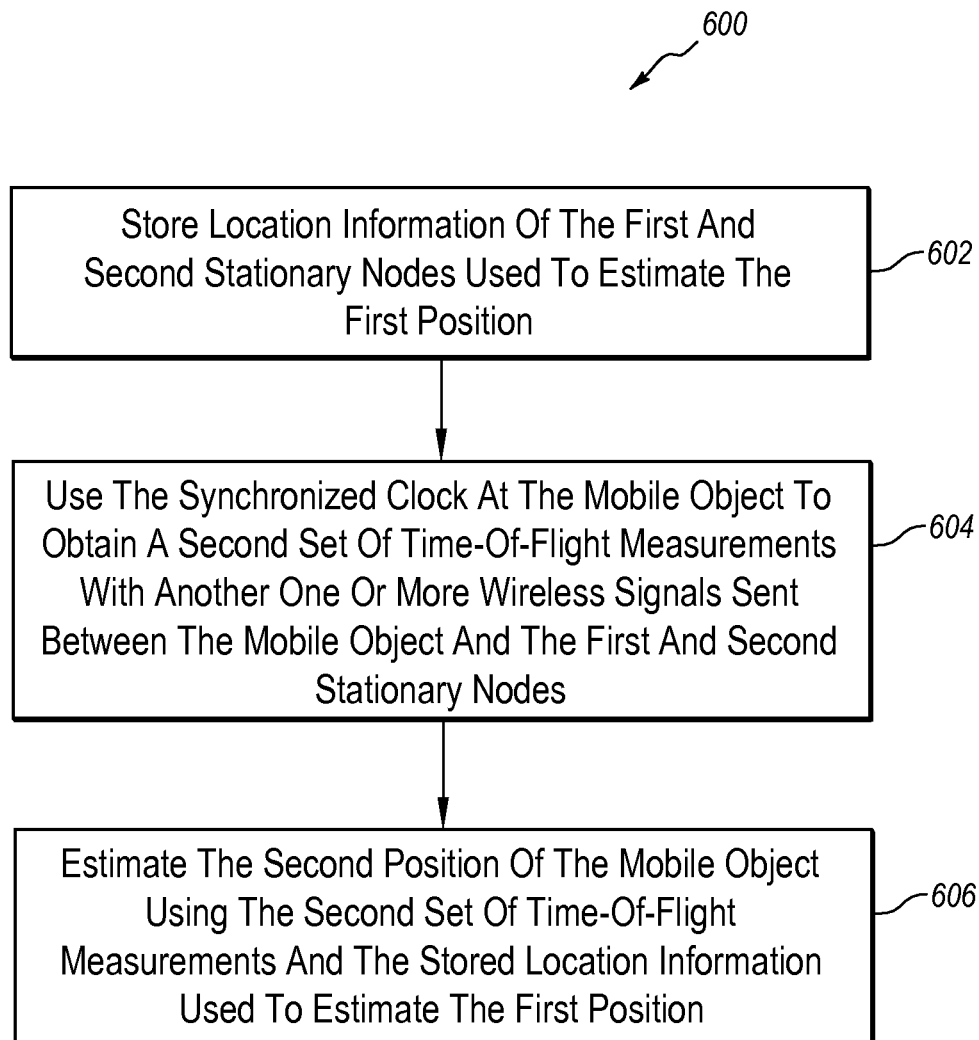 600
Store Location Information Of The First And
Second Stationary Nodes Used To Estimate The
First Position
602
Use The Synchronized Clock At The Mobile Object To
Obtain A Second Set Of Time-Of-Flight Measurements
With Another One Or More Wireless Signals Sent
Between The Mobile Object And The First And Second
Stationary Nodes
604
Estimate The Second Position Of The Mobile Object
Using The Second Set Of Time-Of-Flight
Measurements And The Stored Location Information
Used To Estimate The First Position
606